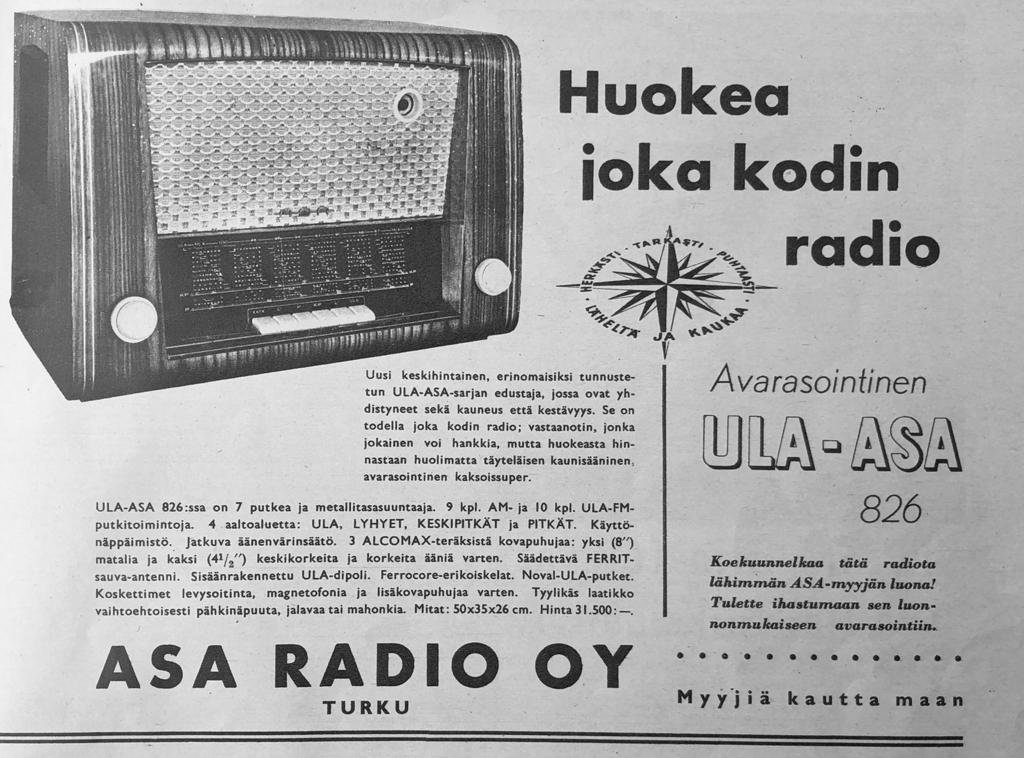 Huokea
joka kodin
radio
HERKÄSTI · TARKASTI · PUHTAASTI ·
LÄHELTÄ JA KAUKAA
Uusi keskihintainen, erinomaisiksi tunnuste-
tun ULA-ASA-sarjan edustaja, jossa ovat yh-
distyneet sekä kauneus että kestävyys. Se on
todella joka kodin radio; vastaanotin, jonka
jokainen voi hankkia, mutta huokeasta hin-
nastaan huolimatta täyteläisen kaunisääninen,
avarasointinen kaksoissuper.
ULA-ASA 826:ssa on 7 putkea ja metallitasasuuntaaja. 9 kpl. AM- ja 10 kpl. ULA-FM-
putkitoimintoja. 4 aaltoaluetta: ULA, LYHYET, KESKIPITKÄT ja PITKÄT. Käyttö-
näppäimistö. Jatkuva äänenvärinsäätö. 3 ALCOMAX-teräksistä kovapuhujaa: yksi (8″)
matalia ja kaksi (4¹/₂″) keskikorkeita ja korkeita ääniä varten. Säädettävä FERRIT-
sauva-antenni. Sisäänrakennettu ULA-dipoli. Ferrocore-erikoiskelat. Noval-ULA-putket.
Koskettimet levysoitinta, magnetofonia ja lisäkovapuhujaa varten. Tyylikäs laatikko
vaihtoehtoisesti pähkinäpuuta, jalavaa tai mahonkia. Mitat: 50x35x26 cm. Hinta 31.500:—.
Avarasointinen
ULA-ASA
826
Koekuunnelkaa tätä radiota
lähimmän ASA-myyjän luona!
Tulette ihastumaan sen luon-
nonmukaiseen avarasointiin.
ASA RADIO OY
TURKU
Myyjiä kautta maan